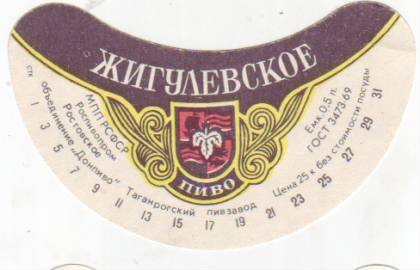 ЖИГУЛЕВСКОЕ
ПИВО
МПП РСФСР
Роспивопром
Ростовское
объединение "Донпиво"
Таганрогский пивзавод
Емк 0,5 л.
ГОСТ 3473 69
Цена 25 к без стоимости посуды
стк
1 3 5 7 9 11 13 15 17 19 21 23 25 27 29 31